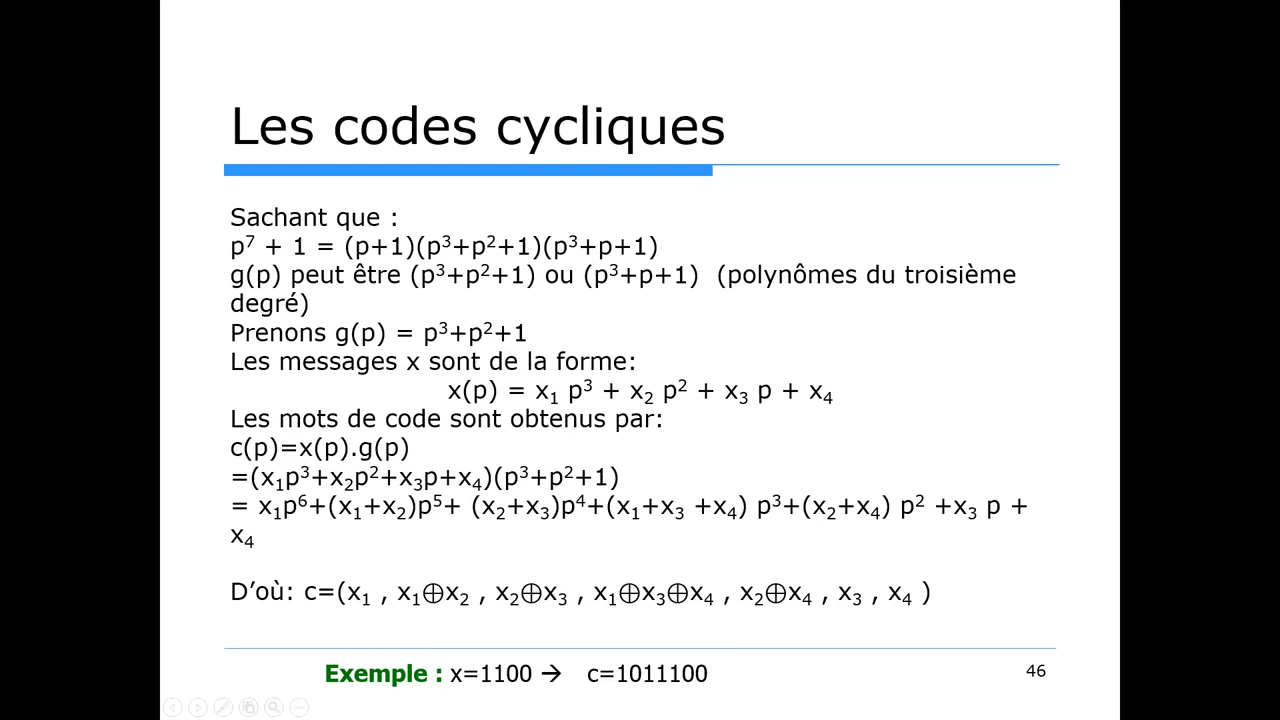 Les codes cycliques
Sachant que :
p⁷ + 1 = (p+1)(p³+p²+1)(p³+p+1)
g(p) peut être (p³+p²+1) ou (p³+p+1) (polynômes du troisième
degré)
Prenons g(p) = p³+p²+1
Les messages x sont de la forme:
x(p) = x₁ p³ + x₂ p² + x₃ p + x₄
Les mots de code sont obtenus par:
c(p)=x(p).g(p)
=(x₁p³+x₂p²+x₃p+x₄)(p³+p²+1)
= x₁p⁶+(x₁+x₂)p⁵+ (x₂+x₃)p⁴+(x₁+x₃ +x₄) p³+(x₂+x₄) p² +x₃ p +
x₄
D’où: c=(x₁ , x₁⊕x₂ , x₂⊕x₃ , x₁⊕x₃⊕x₄ , x₂⊕x₄ , x₃ , x₄ )
Exemple : x=1100 → c=1011100
46